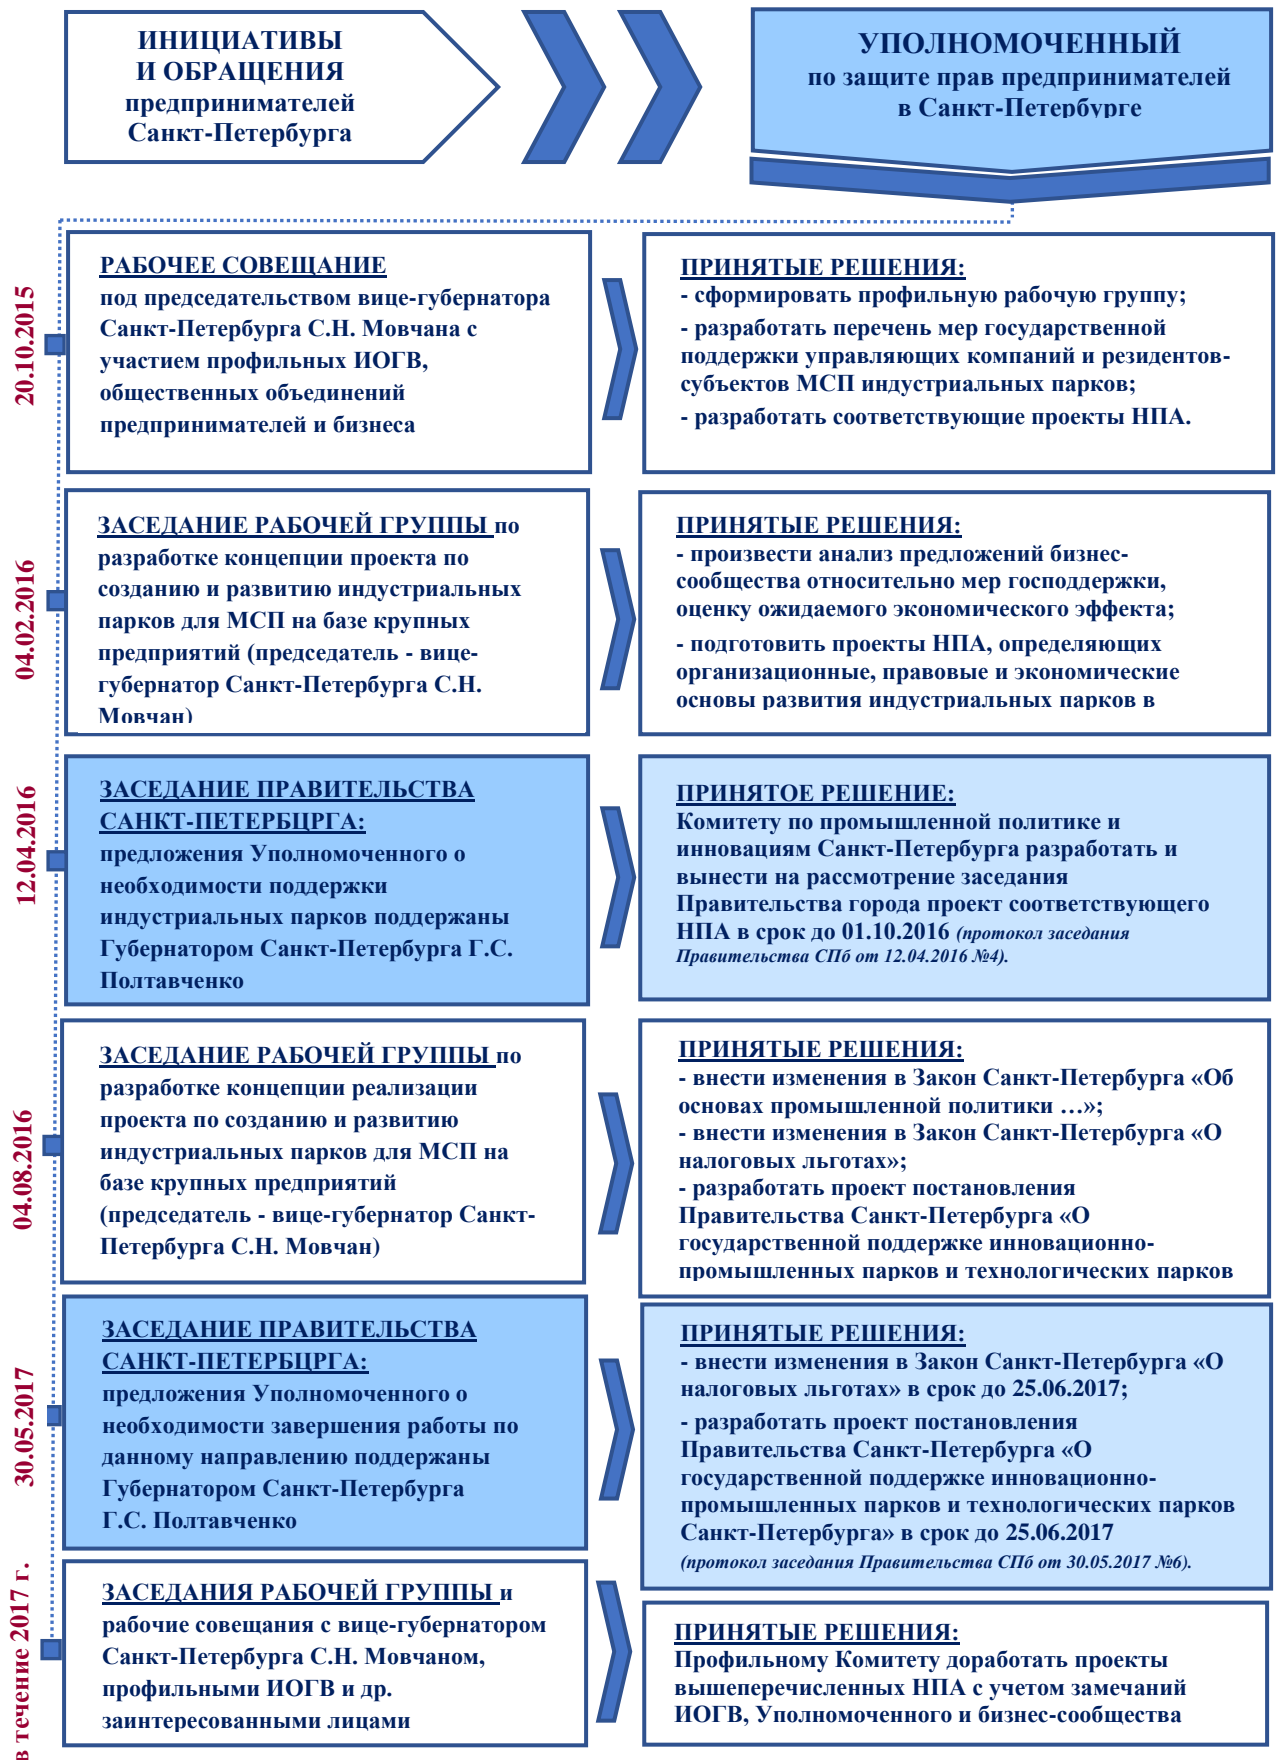 ИНИЦИАТИВЫ
И ОБРАЩЕНИЯ
предпринимателей
Санкт-Петербурга
УПОЛНОМОЧЕННЫЙ
по защите прав предпринимателей
в Санкт-Петербурге
20.10.2015
РАБОЧЕЕ СОВЕЩАНИЕ
под председательством вице-губернатора
Санкт-Петербурга С.Н. Мовчана с
участием профильных ИОГВ,
общественных объединений
предпринимателей и бизнеса
ПРИНЯТЫЕ РЕШЕНИЯ:
- сформировать профильную рабочую группу;
- разработать перечень мер государственной
поддержки управляющих компаний и резидентов-
субъектов МСП индустриальных парков;
- разработать соответствующие проекты НПА.
04.02.2016
ЗАСЕДАНИЕ РАБОЧЕЙ ГРУППЫ по
разработке концепции проекта по
созданию и развитию индустриальных
парков для МСП на базе крупных
предприятий (председатель - вице-
губернатор Санкт-Петербурга С.Н.
Мовчан)
ПРИНЯТЫЕ РЕШЕНИЯ:
- произвести анализ предложений бизнес-
сообщества относительно мер господдержки,
оценку ожидаемого экономического эффекта;
- подготовить проекты НПА, определяющих
организационные, правовые и экономические
основы развития индустриальных парков в
12.04.2016
ЗАСЕДАНИЕ ПРАВИТЕЛЬСТВА
САНКТ-ПЕТЕРБЦРГА:
предложения Уполномоченного о
необходимости поддержки
индустриальных парков поддержаны
Губернатором Санкт-Петербурга Г.С.
Полтавченко
ПРИНЯТОЕ РЕШЕНИЕ:
Комитету по промышленной политике и
инновациям Санкт-Петербурга разработать и
вынести на рассмотрение заседания
Правительства города проект соответствующего
НПА в срок до 01.10.2016 (протокол заседания
Правительства СПб от 12.04.2016 №4).
04.08.2016
ЗАСЕДАНИЕ РАБОЧЕЙ ГРУППЫ по
разработке концепции реализации
проекта по созданию и развитию
индустриальных парков для МСП на
базе крупных предприятий
(председатель - вице-губернатор Санкт-
Петербурга С.Н. Мовчан)
ПРИНЯТЫЕ РЕШЕНИЯ:
- внести изменения в Закон Санкт-Петербурга «Об
основах промышленной политики …»;
- внести изменения в Закон Санкт-Петербурга «О
налоговых льготах»;
- разработать проект постановления
Правительства Санкт-Петербурга «О
государственной поддержке инновационно-
промышленных парков и технологических парков
30.05.2017
ЗАСЕДАНИЕ ПРАВИТЕЛЬСТВА
САНКТ-ПЕТЕРБЦРГА:
предложения Уполномоченного о
необходимости завершения работы по
данному направлению поддержаны
Губернатором Санкт-Петербурга
Г.С. Полтавченко
ПРИНЯТЫЕ РЕШЕНИЯ:
- внести изменения в Закон Санкт-Петербурга «О
налоговых льготах» в срок до 25.06.2017;
- разработать проект постановления
Правительства Санкт-Петербурга «О
государственной поддержке инновационно-
промышленных парков и технологических парков
Санкт-Петербурга» в срок до 25.06.2017
(протокол заседания Правительства СПб от 30.05.2017 №6).
в течение 2017 г.
ЗАСЕДАНИЯ РАБОЧЕЙ ГРУППЫ и
рабочие совещания с вице-губернатором
Санкт-Петербурга С.Н. Мовчаном,
профильными ИОГВ и др.
заинтересованными лицами
ПРИНЯТЫЕ РЕШЕНИЯ:
Профильному Комитету доработать проекты
вышеперечисленных НПА с учетом замечаний
ИОГВ, Уполномоченного и бизнес-сообщества